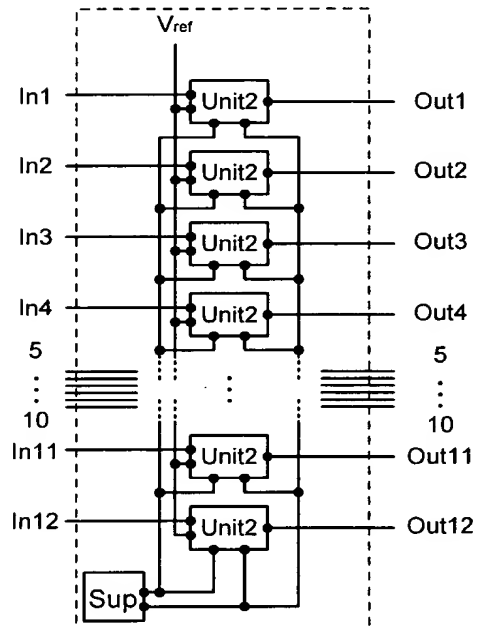 Vref
In1 Unit2 Out1
In2 Unit2 Out2
In3 Unit2 Out3
In4 Unit2 Out4
5 5
10 10
In11 Unit2 Out11
In12 Unit2 Out12
Sup